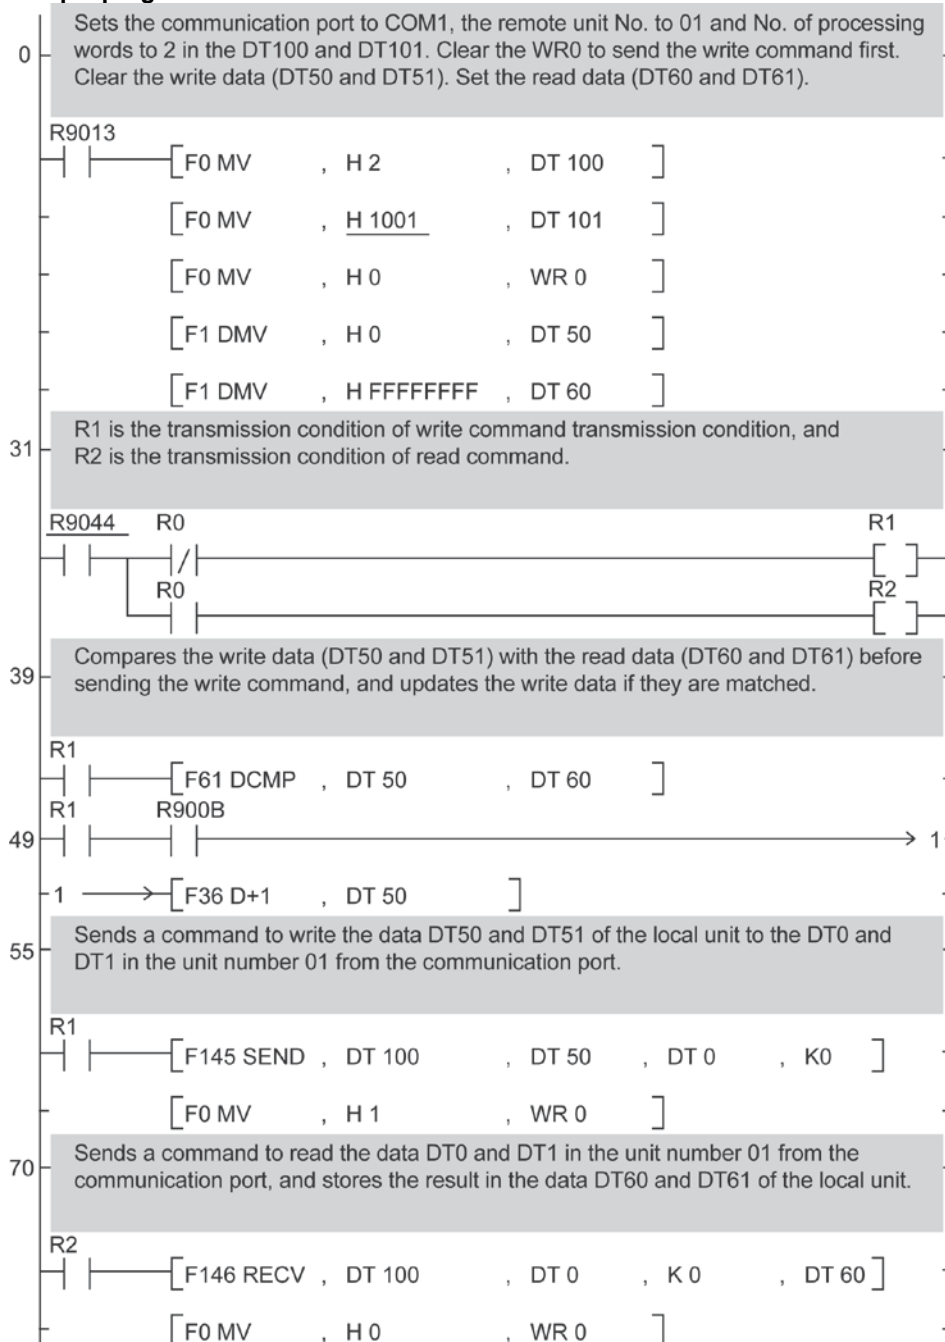 Sets the communication port to COM1, the remote unit No. to 01 and No. of processing
0 words to 2 in the DT100 and DT101. Clear the WR0 to send the write command first.
Clear the write data (DT50 and DT51). Set the read data (DT60 and DT61).
R9013
[F0 MV , H 2 , DT 100 ]
[F0 MV , H 1001 , DT 101 ]
[F0 MV , H 0 , WR 0 ]
[F1 DMV , H 0 , DT 50 ]
[F1 DMV , H FFFFFFFF , DT 60 ]
R1 is the transmission condition of write command transmission condition, and
31 R2 is the transmission condition of read command.
R9044 R0 R1
R0 R2
Compares the write data (DT50 and DT51) with the read data (DT60 and DT61) before
39 sending the write command, and updates the write data if they are matched.
R1
[F61 DCMP , DT 50 , DT 60 ]
R1 R900B
49 1
1 [F36 D+1 , DT 50 ]
Sends a command to write the data DT50 and DT51 of the local unit to the DT0 and
55 DT1 in the unit number 01 from the communication port.
R1
[F145 SEND , DT 100 , DT 50 , DT 0 , K0 ]
[F0 MV , H 1 , WR 0 ]
Sends a command to read the data DT0 and DT1 in the unit number 01 from the
70 communication port, and stores the result in the data DT60 and DT61 of the local unit.
R2
[F146 RECV , DT 100 , DT 0 , K 0 , DT 60 ]
[F0 MV , H 0 , WR 0 ]